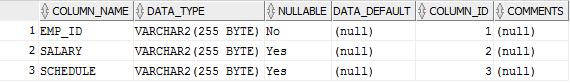 COLUMN_NAME DATA_TYPE NULLABLE DATA_DEFAULT COLUMN_ID COMMENTS
1 EMP_ID VARCHAR2(255 BYTE) No (null) 1 (null)
2 SALARY VARCHAR2(255 BYTE) Yes (null) 2 (null)
3 SCHEDULE VARCHAR2(255 BYTE) Yes (null) 3 (null)